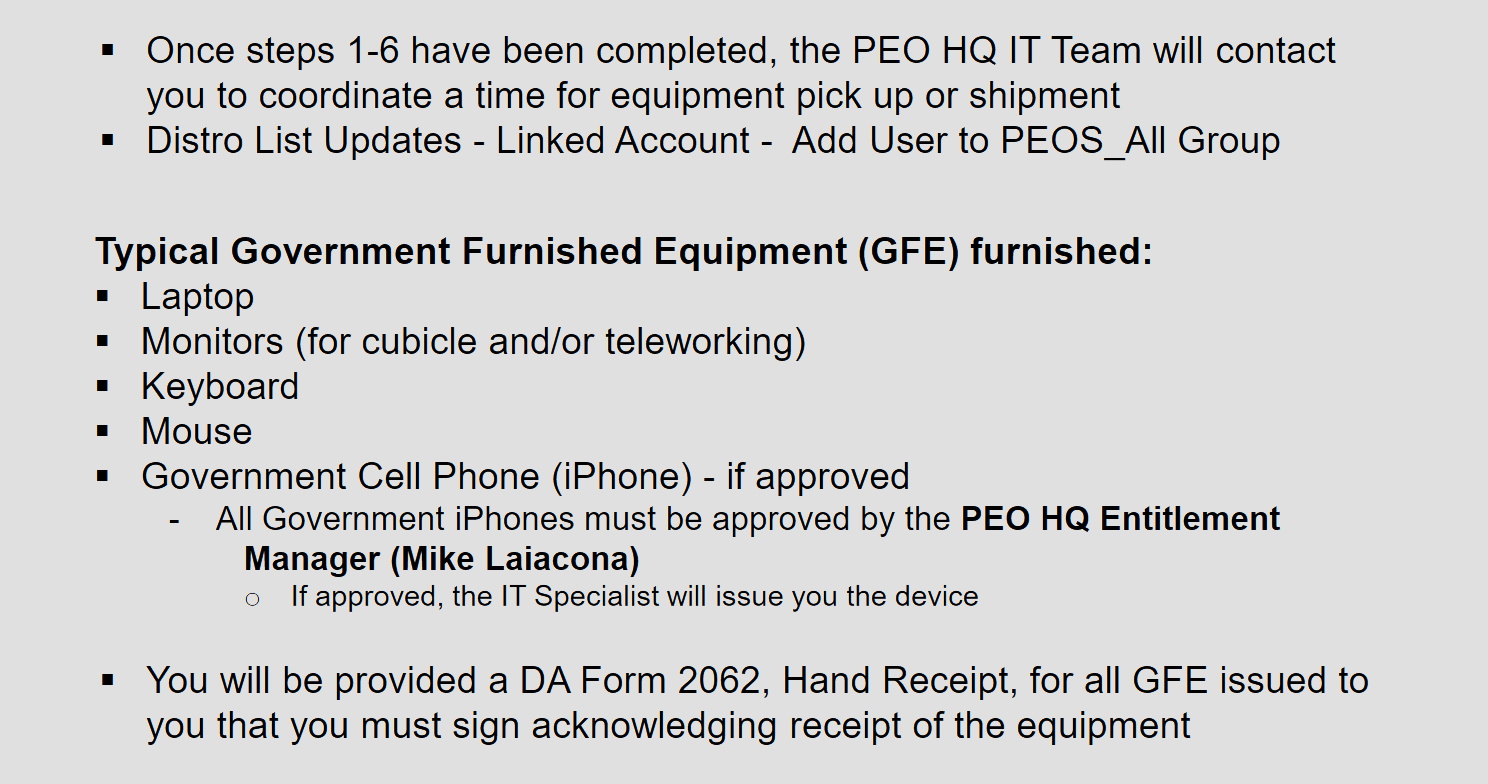 ▪ Once steps 1-6 have been completed, the PEO HQ IT Team will contact
you to coordinate a time for equipment pick up or shipment
▪ Distro List Updates - Linked Account - Add User to PEOS_All Group
Typical Government Furnished Equipment (GFE) furnished:
▪ Laptop
▪ Monitors (for cubicle and/or teleworking)
▪ Keyboard
▪ Mouse
▪ Government Cell Phone (iPhone) - if approved
- All Government iPhones must be approved by the PEO HQ Entitlement
Manager (Mike Laiacona)
○ If approved, the IT Specialist will issue you the device
▪ You will be provided a DA Form 2062, Hand Receipt, for all GFE issued to
you that you must sign acknowledging receipt of the equipment